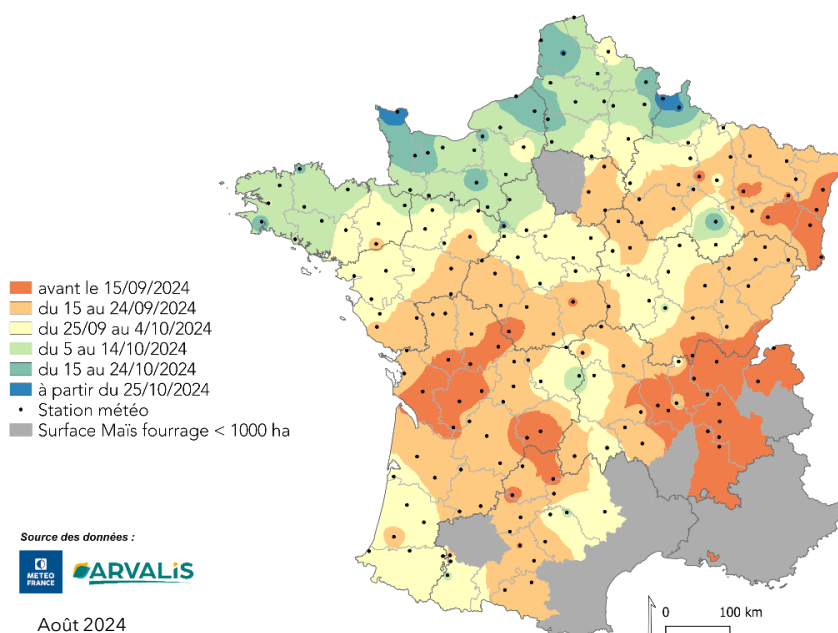 avant le 15/09/2024
du 15 au 24/09/2024
du 25/09 au 4/10/2024
du 5 au 14/10/2024
du 15 au 24/10/2024
à partir du 25/10/2024
Station météo
Surface Maïs fourrage < 1000 ha
Source des données :
METEO
FRANCE
ARVALIS
Août 2024
0 100 km